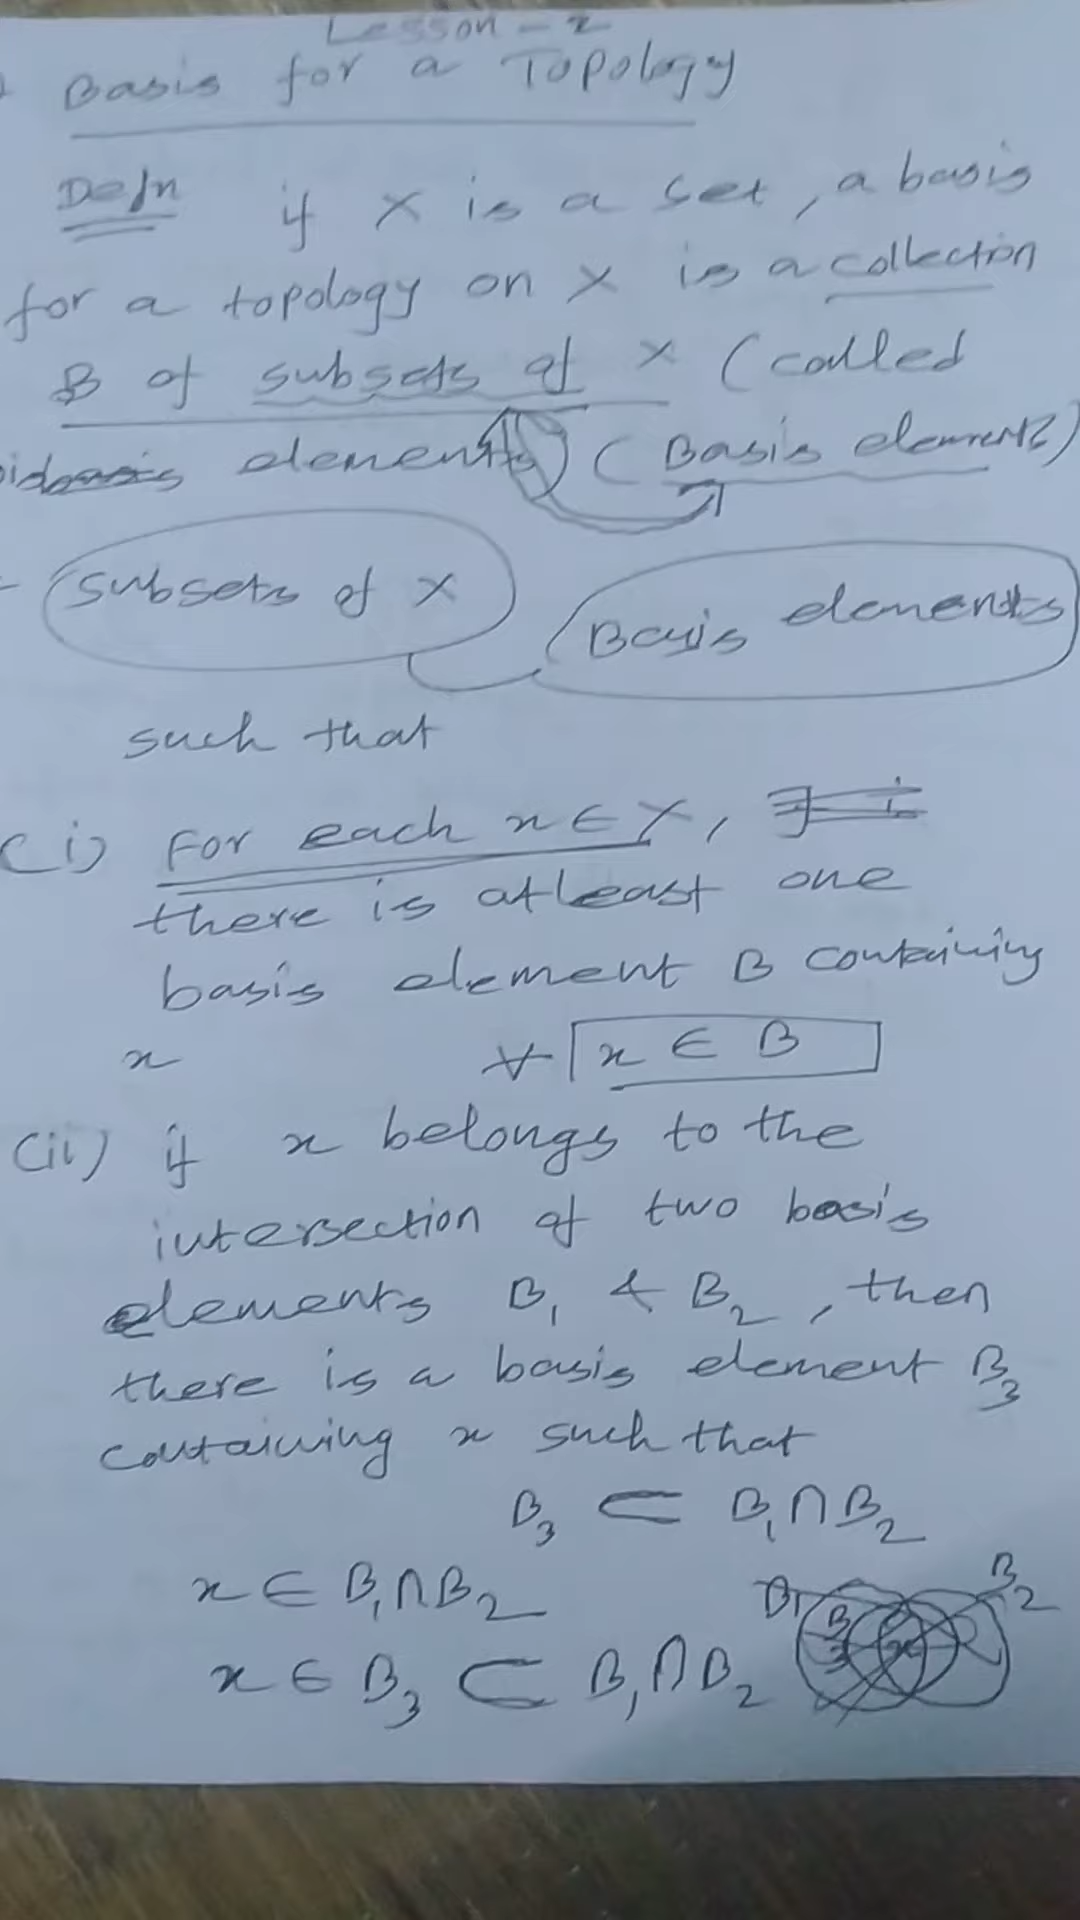 Lesson - 2
Basis for a Topology
Defn if X is a set, a basis
for a topology on X is a collection
B of subsets of X (called
elements) (Basis elements)
subsets of X
Basis elements
such that
(i) For each x ∈ X,
there is atleast one
basis element B containing
x ∀ x ∈ B
(ii) if x belongs to the
intersection of two basis
elements B₁ & B₂, then
there is a basis element B₃
containing x such that
B₃ ⊂ B₁∩B₂
x ∈ B₁∩B₂
B₁ B₃ x B₂
x ∈ B₃ ⊂ B₁∩B₂